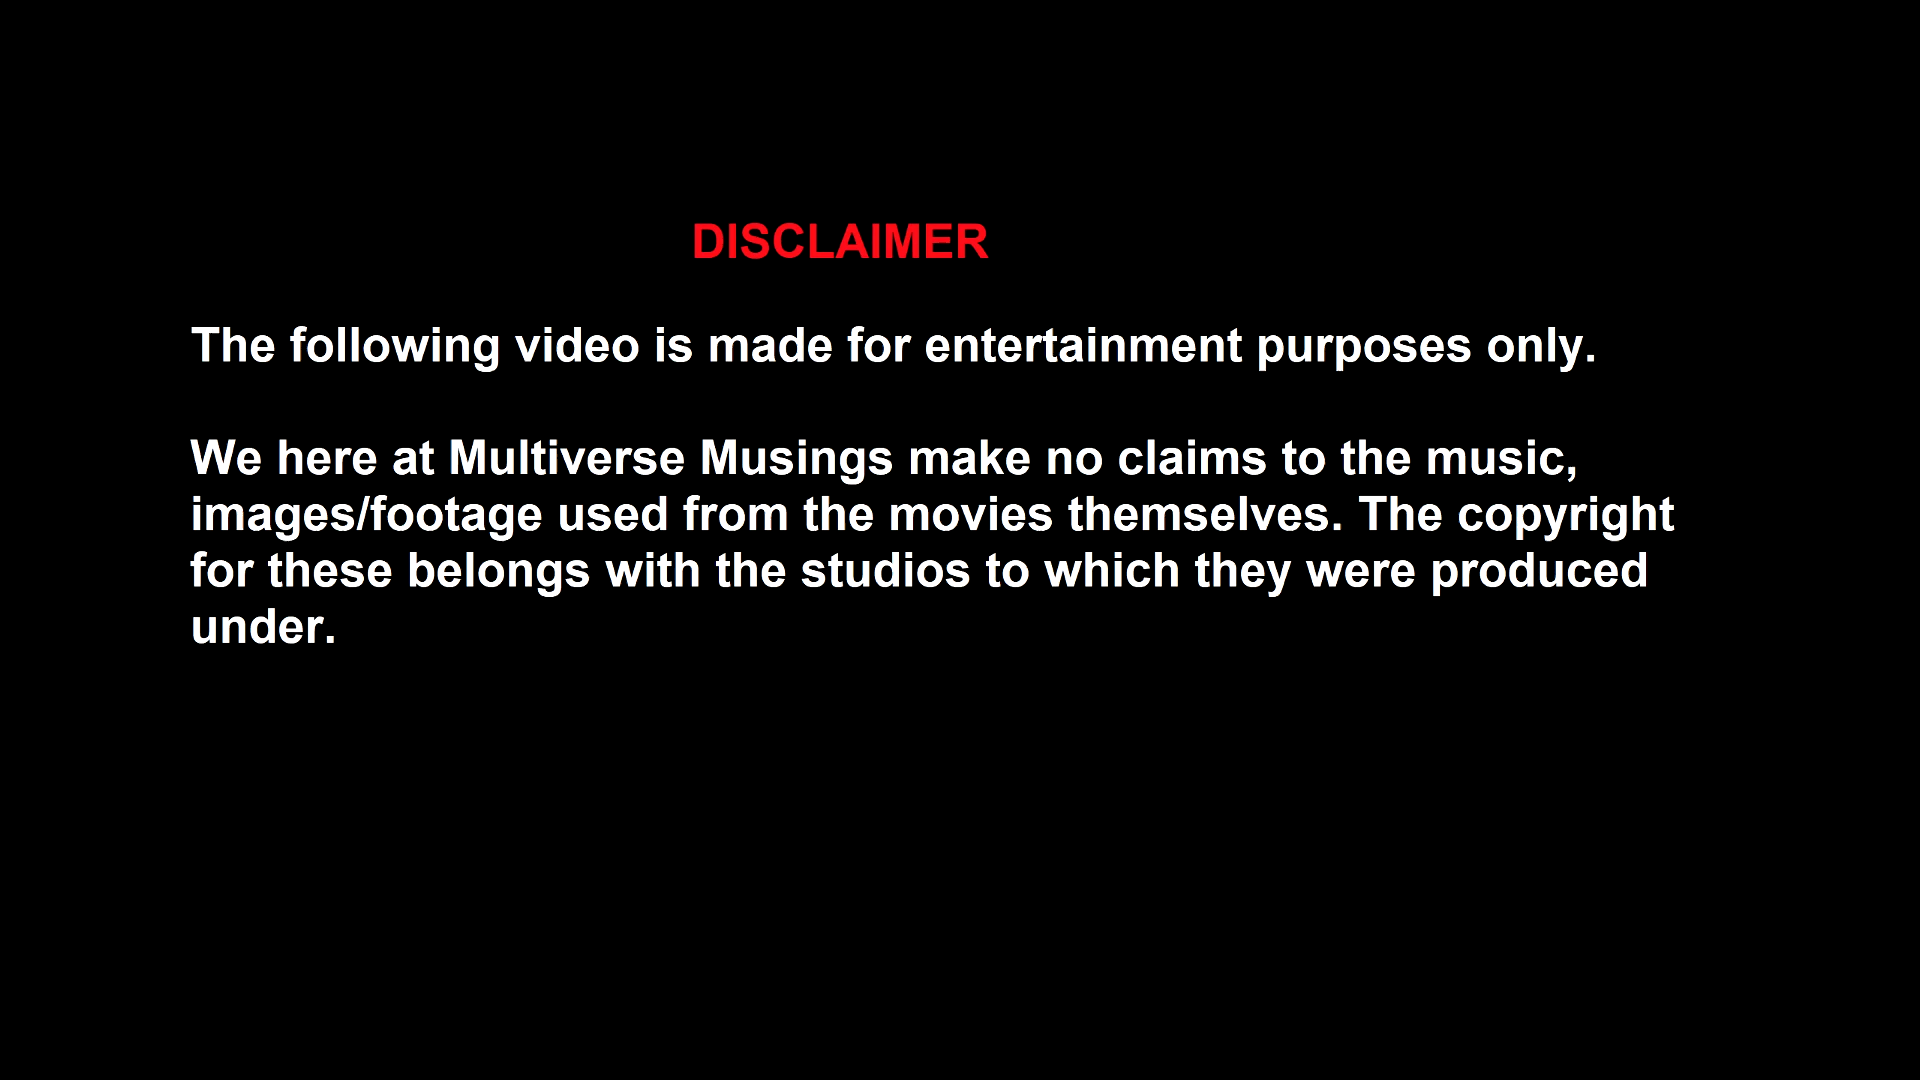 DISCLAIMER
The following video is made for entertainment purposes only.
We here at Multiverse Musings make no claims to the music,
images/footage used from the movies themselves. The copyright
for these belongs with the studios to which they were produced
under.